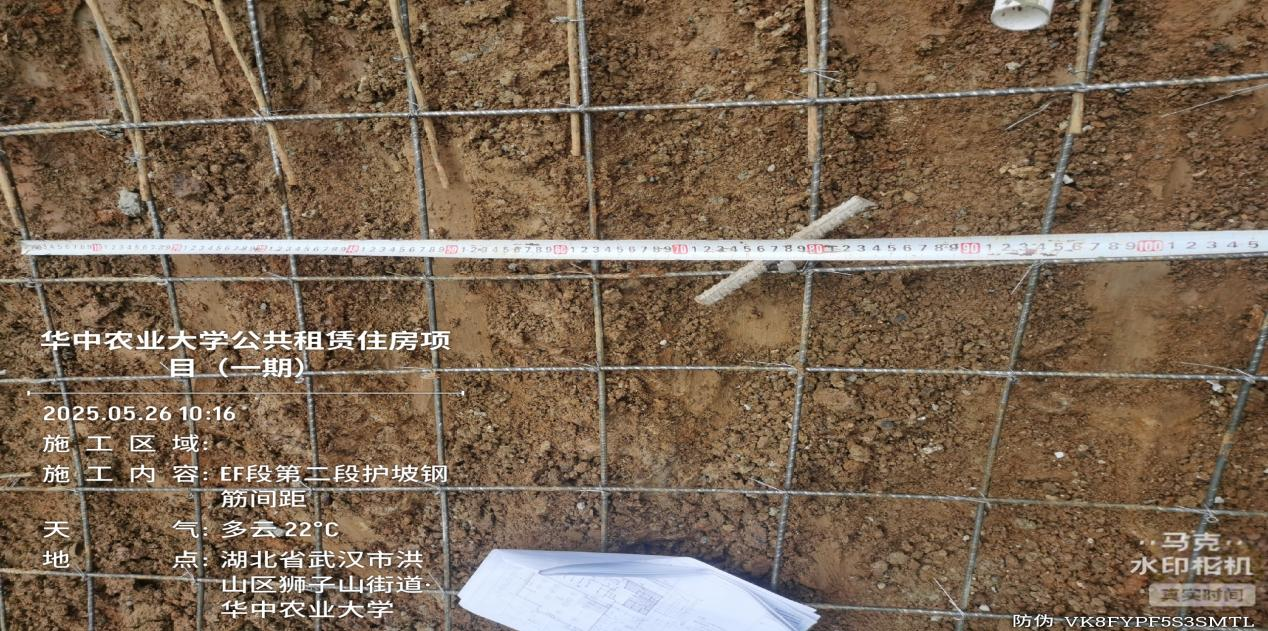 华中农业大学公共租赁住房项
目（一期）
2025.05.26 10:16
施工区域:
施工内容: EF段第二段护坡钢
筋间距
天气: 多云 22°C
地点: 湖北省武汉市洪
山区狮子山街道·
华中农业大学
马克
水印相机
真实时间
防伪 VK8FYPF5S3SMTL